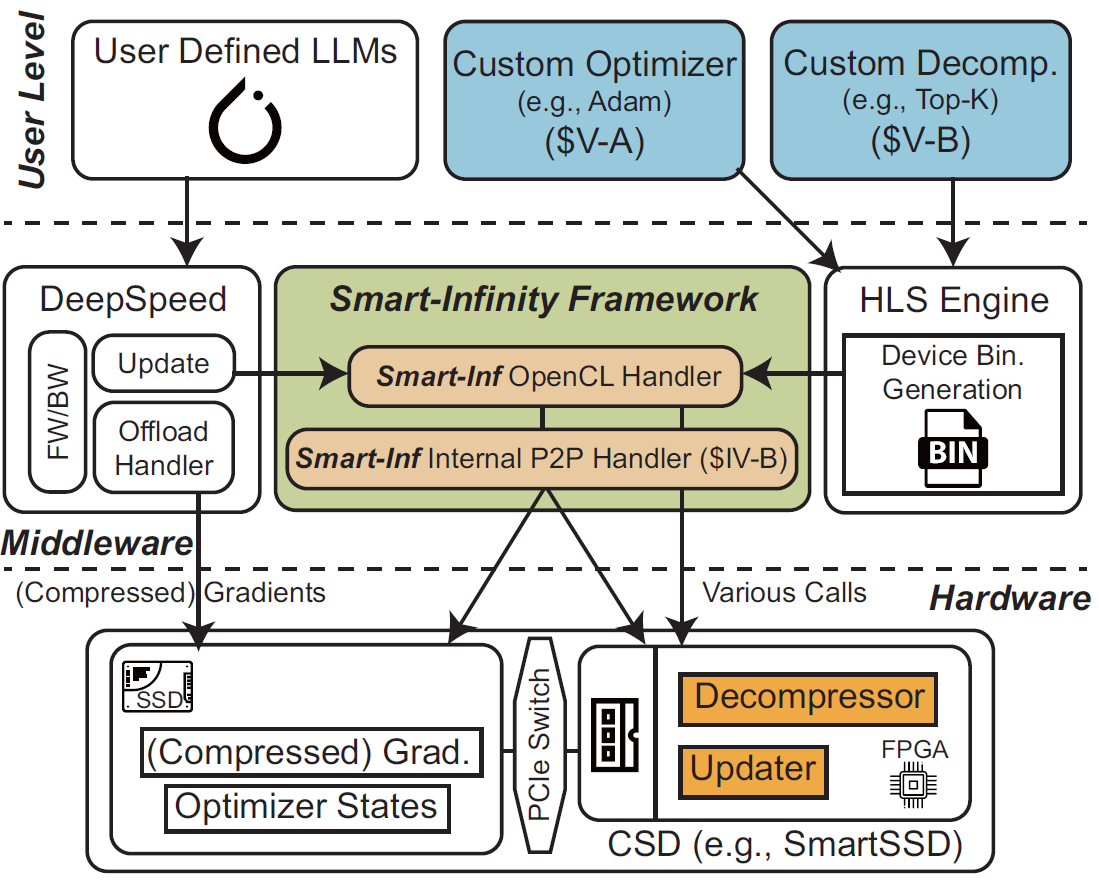 User Level
User Defined LLMs
Custom Optimizer
(e.g., Adam)
($V-A)
Custom Decomp.
(e.g., Top-K)
($V-B)
DeepSpeed
FW/BW
Update
Offload
Handler
Smart-Infinity Framework
Smart-Inf OpenCL Handler
Smart-Inf Internal P2P Handler ($IV-B)
HLS Engine
Device Bin.
Generation
BIN
Middleware
(Compressed) Gradients
Various Calls
Hardware
SSD
(Compressed) Grad.
Optimizer States
PCIe Switch
Decompressor
Updater
FPGA
CSD (e.g., SmartSSD)